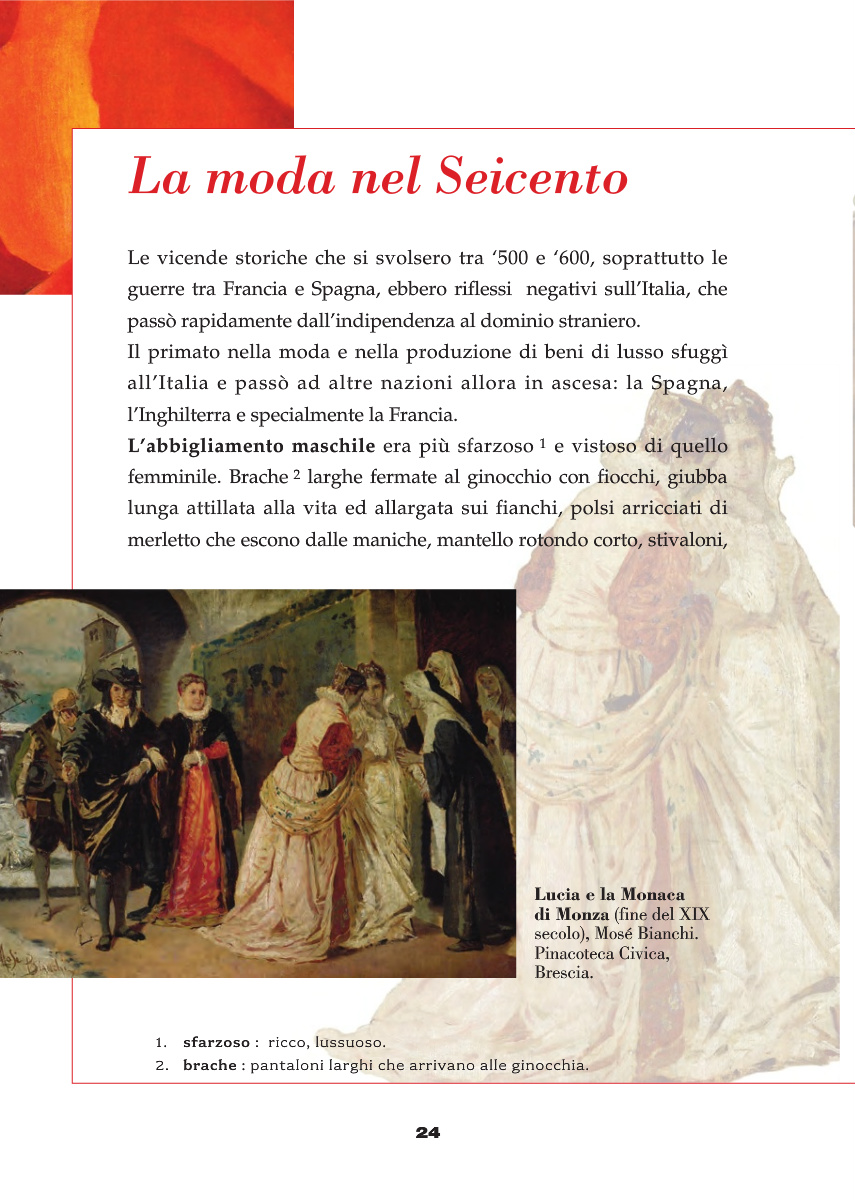 La moda nel Seicento
Le vicende storiche che si svolsero tra ‘500 e ‘600, soprattutto le
guerre tra Francia e Spagna, ebbero riflessi negativi sull’Italia, che
passò rapidamente dall’indipendenza al dominio straniero.
Il primato nella moda e nella produzione di beni di lusso sfuggì
all’Italia e passò ad altre nazioni allora in ascesa: la Spagna,
l’Inghilterra e specialmente la Francia.
L’abbigliamento maschile era più sfarzoso 1 e vistoso di quello
femminile. Brache 2 larghe fermate al ginocchio con fiocchi, giubba
lunga attillata alla vita ed allargata sui fianchi, polsi arricciati di
merletto che escono dalle maniche, mantello rotondo corto, stivaloni,
Mosè Bianchi
Lucia e la Monaca
di Monza (fine del XIX
secolo), Mosé Bianchi.
Pinacoteca Civica,
Brescia.
1. sfarzoso : ricco, lussuoso.
2. brache : pantaloni larghi che arrivano alle ginocchia.
24